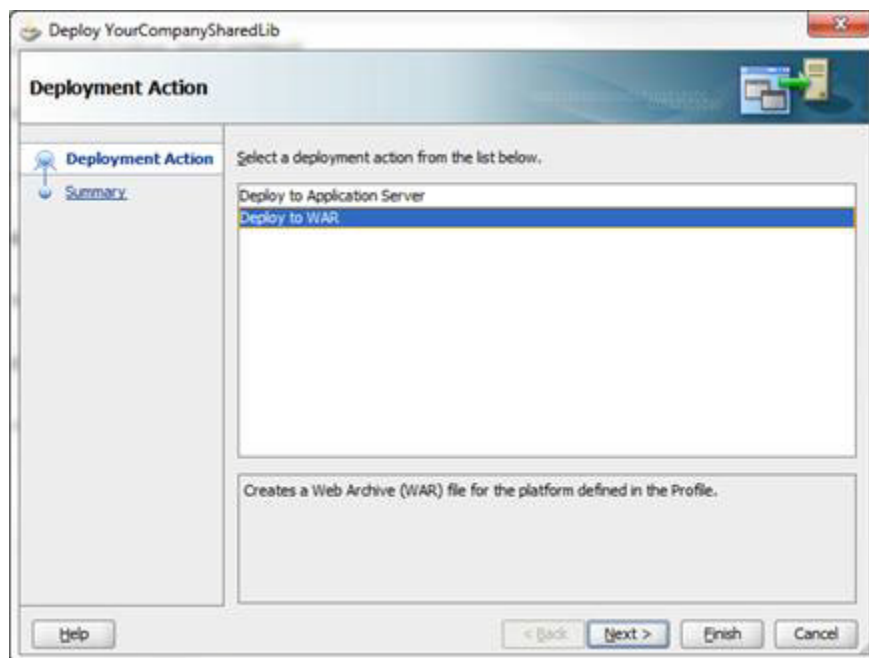 Deploy YourCompanySharedLib
Deployment Action
Deployment Action
Summary
Select a deployment action from the list below.
Deploy to Application Server
Deploy to WAR
Creates a Web Archive (WAR) file for the platform defined in the Profile.
Help
< Back
Next >
Finish
Cancel